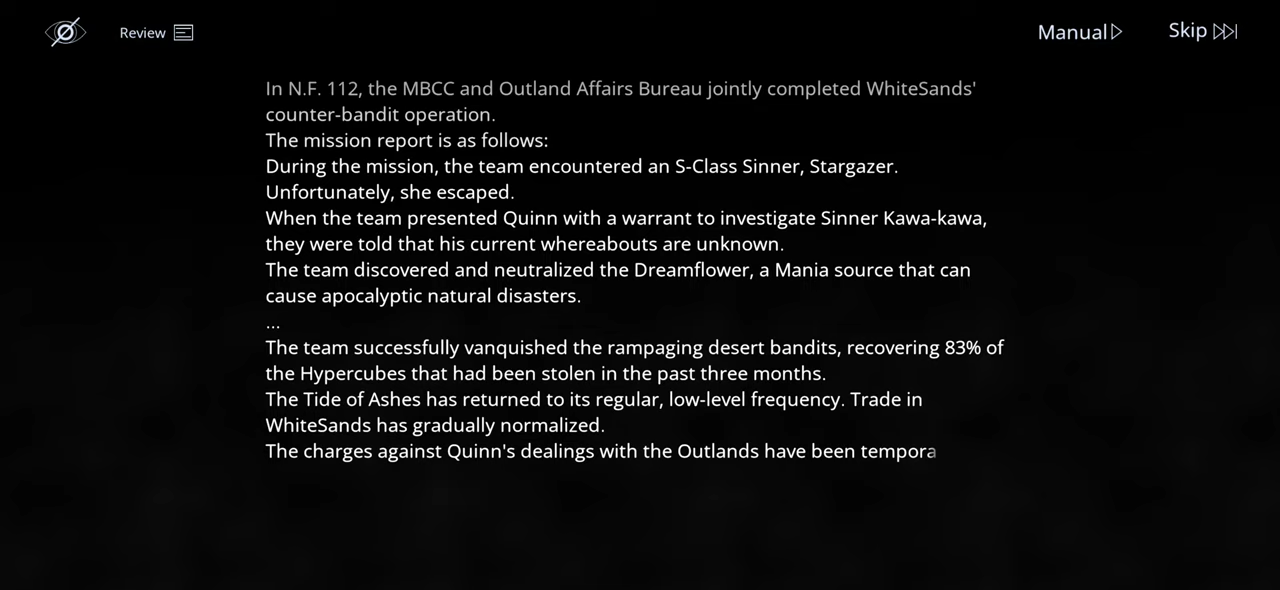 Review
Manual
Skip
In N.F. 112, the MBCC and Outland Affairs Bureau jointly completed WhiteSands'
counter-bandit operation.
The mission report is as follows:
During the mission, the team encountered an S-Class Sinner, Stargazer.
Unfortunately, she escaped.
When the team presented Quinn with a warrant to investigate Sinner Kawa-kawa,
they were told that his current whereabouts are unknown.
The team discovered and neutralized the Dreamflower, a Mania source that can
cause apocalyptic natural disasters.
...
The team successfully vanquished the rampaging desert bandits, recovering 83% of
the Hypercubes that had been stolen in the past three months.
The Tide of Ashes has returned to its regular, low-level frequency. Trade in
WhiteSands has gradually normalized.
The charges against Quinn's dealings with the Outlands have been tempora